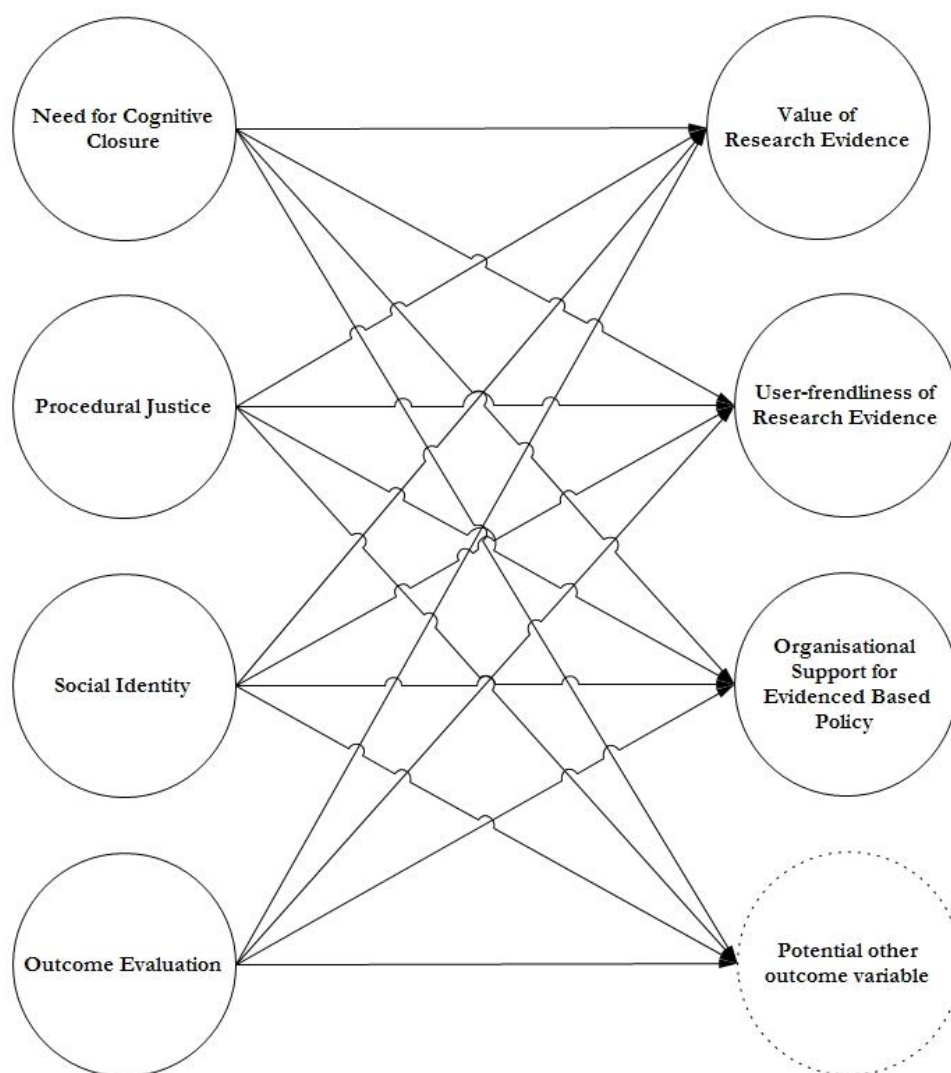 Need for Cognitive
Closure
Value of
Research Evidence
Procedural Justice
User-frendliness of
Research Evidence
Social Identity
Organisational
Support for
Evidenced Based
Policy
Outcome Evaluation
Potential other
outcome variable